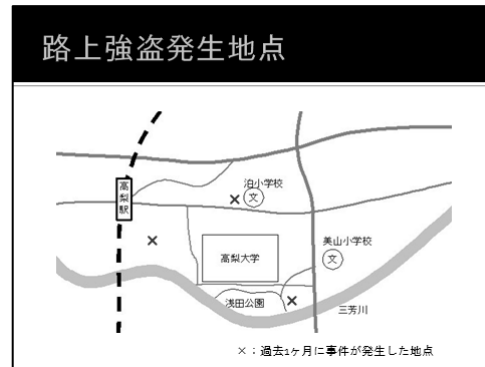 路上強盗発生地点
泊小学校
文
高梨駅
美山小学校
文
高梨大学
浅田公園
三芳川
×：過去1ヶ月に事件が発生した地点